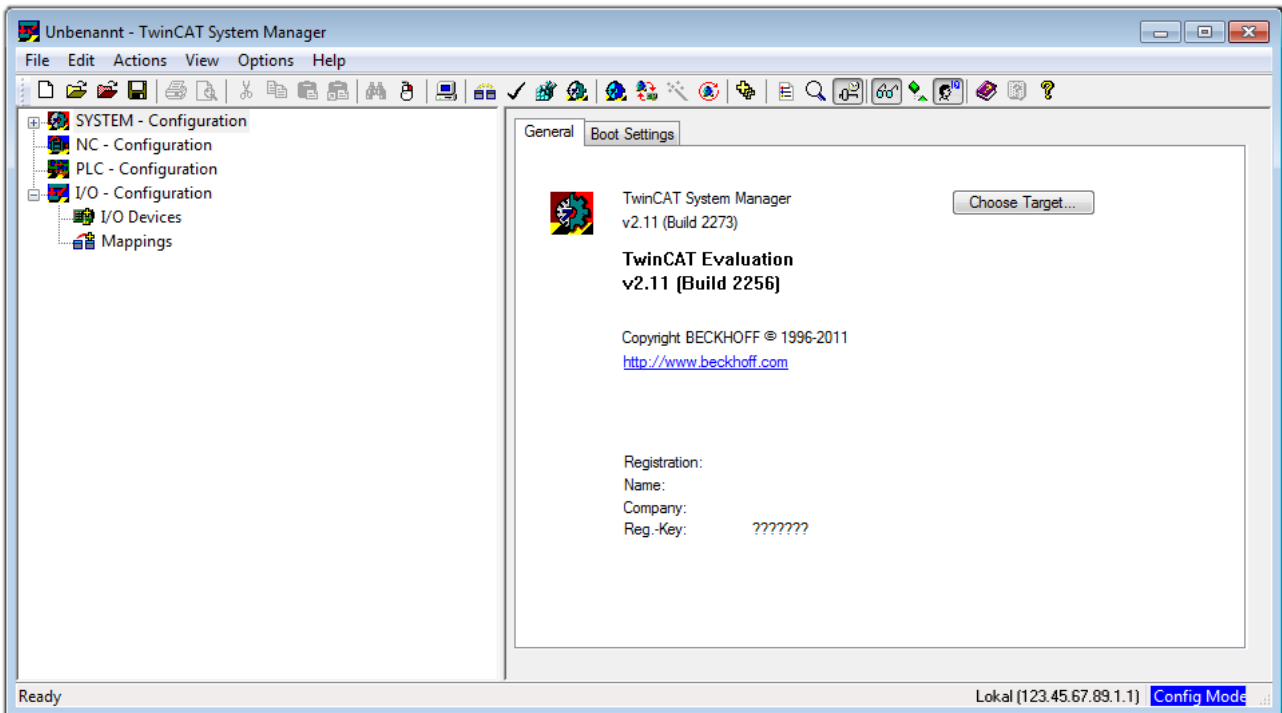 Unbenannt - TwinCAT System Manager
File Edit Actions View Options Help
SYSTEM - Configuration
NC - Configuration
PLC - Configuration
I/O - Configuration
I/O Devices
Mappings
General Boot Settings
TwinCAT System Manager
v2.11 (Build 2273)
Choose Target...
TwinCAT Evaluation
v2.11 (Build 2256)
Copyright BECKHOFF © 1996-2011
http://www.beckhoff.com
Registration:
Name:
Company:
Reg.-Key: ???????
Ready Lokal (123.45.67.89.1.1) Config Mode